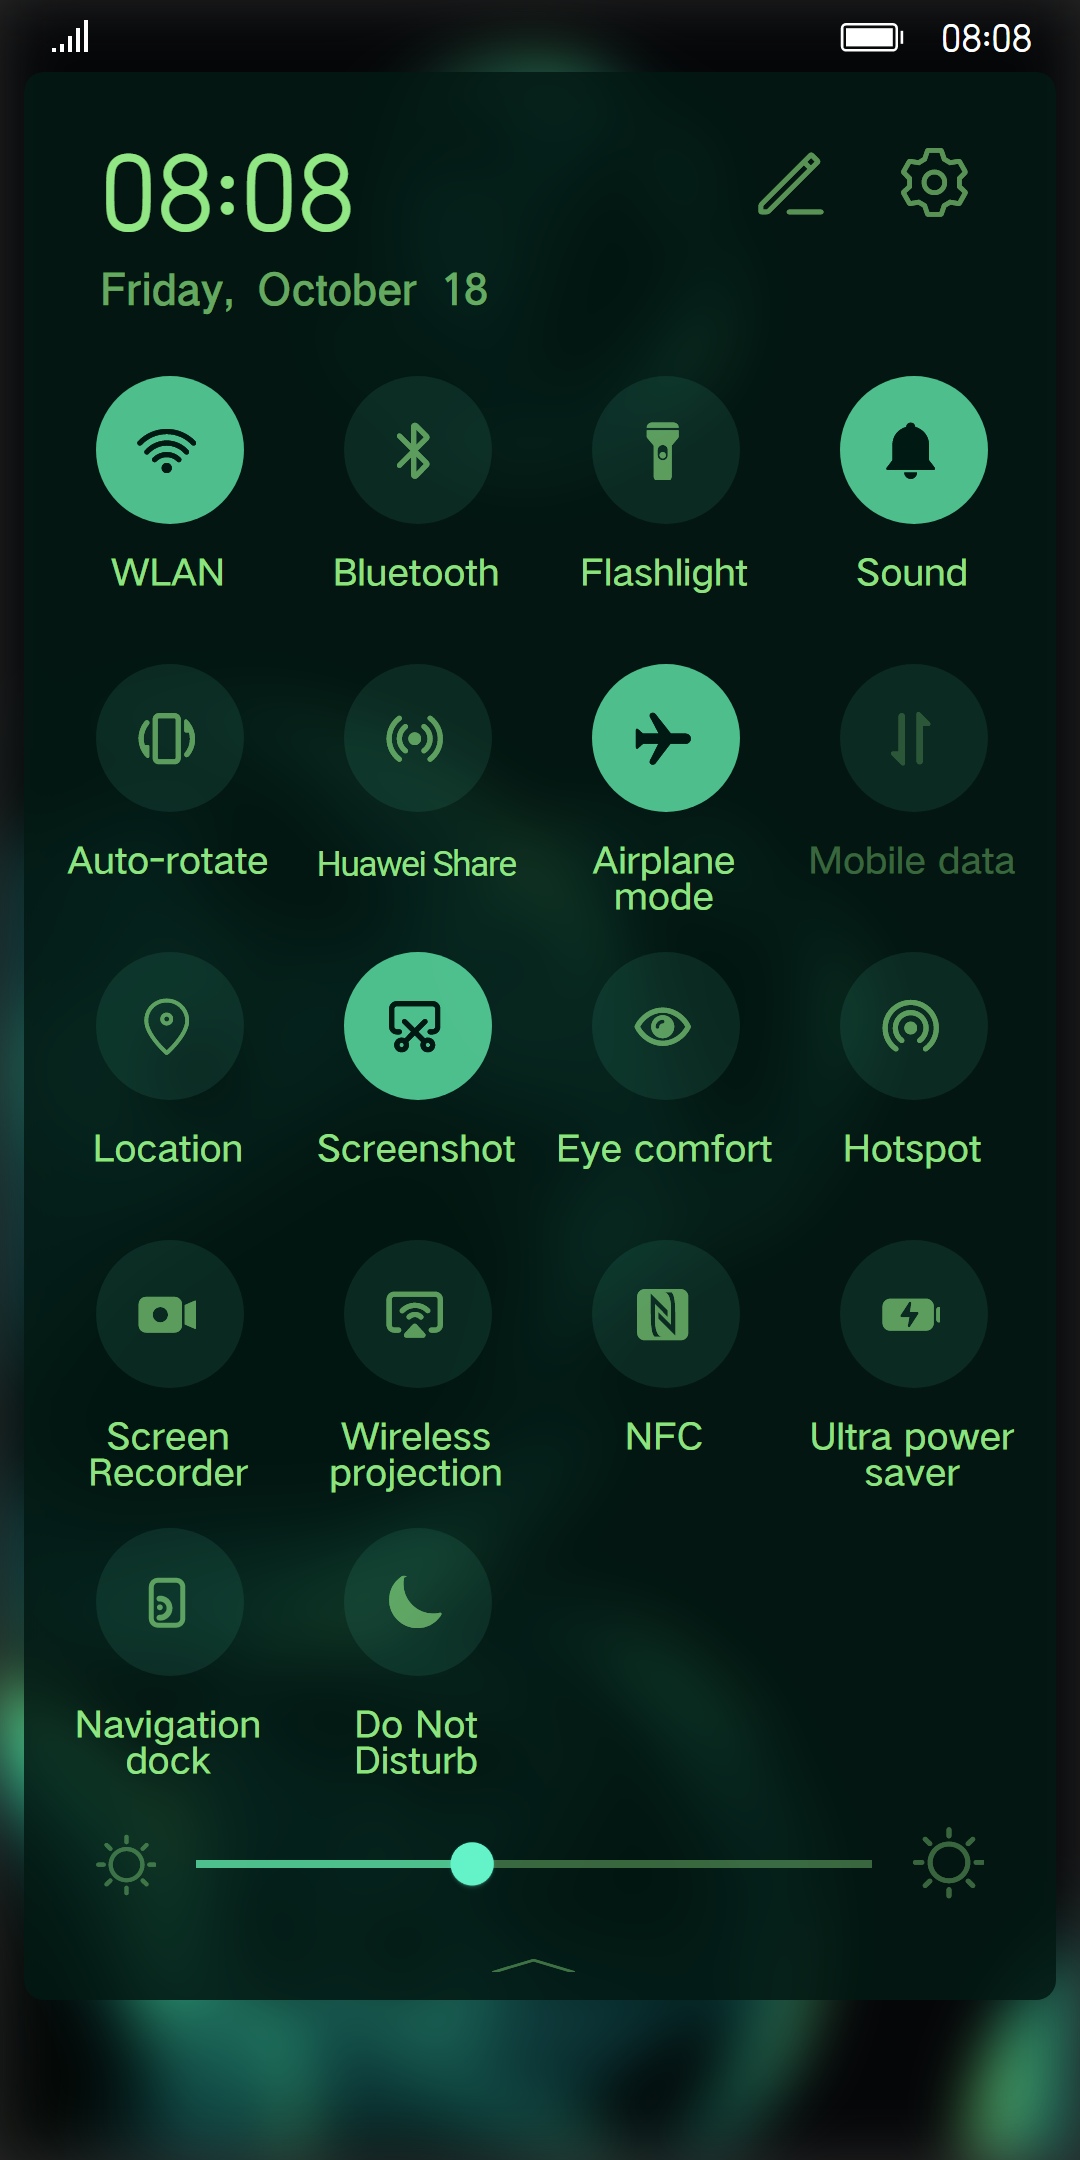 08:08
08:08
Friday, October 18
WLAN Bluetooth Flashlight Sound
Auto-rotate Huawei Share Airplane mode Mobile data
Location Screenshot Eye comfort Hotspot
Screen Recorder Wireless projection NFC Ultra power saver
Navigation dock Do Not Disturb